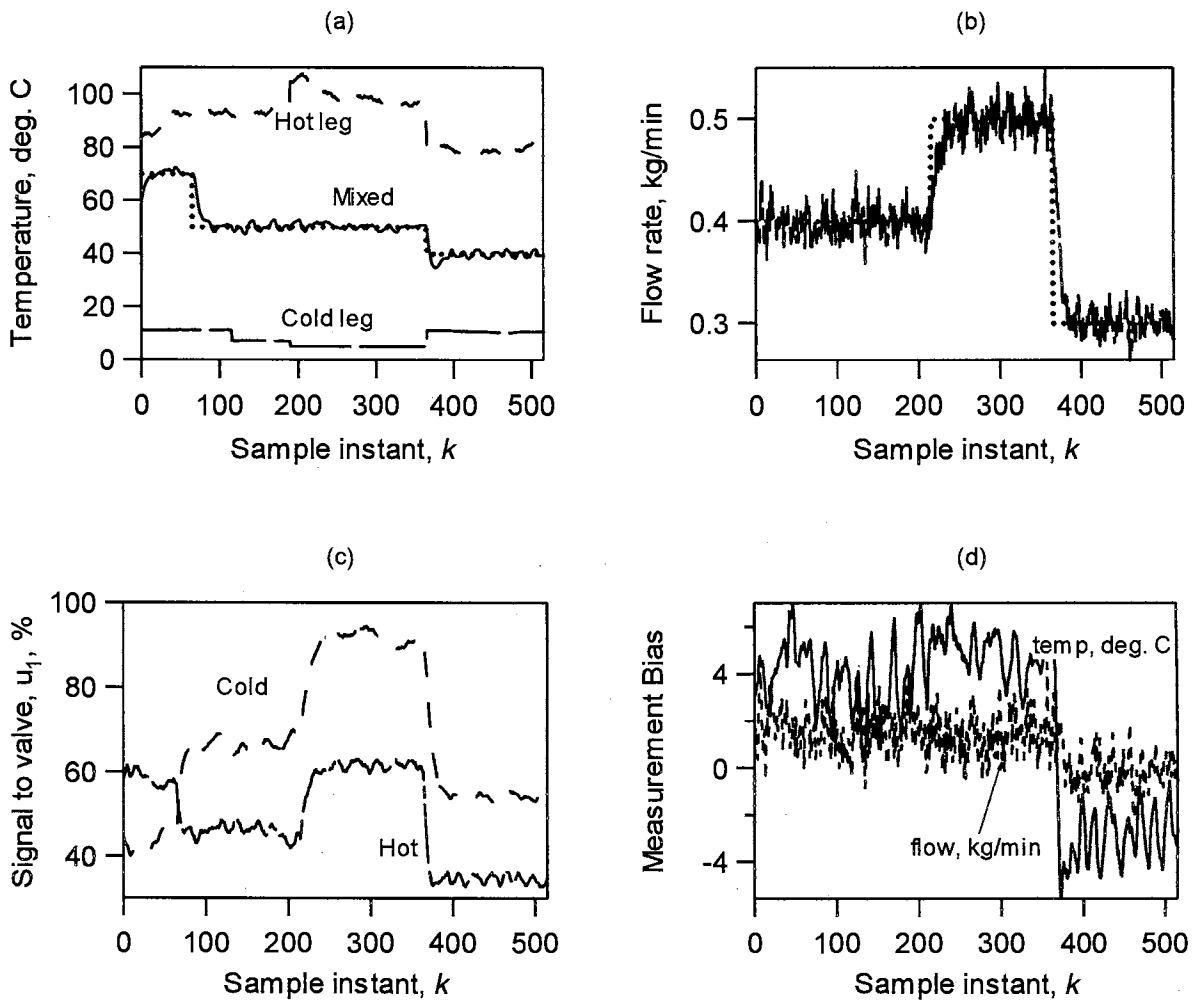 (a)
Temperature, deg. C
100
80
60
40
20
0
Hot leg
Mixed
Cold leg
0 100 200 300 400 500
Sample instant, k
(b)
Flow rate, kg/min
0.5
0.4
0.3
0 100 200 300 400 500
Sample instant, k
(c)
Signal to valve, u₁, %
100
80
60
40
Cold
Hot
0 100 200 300 400 500
Sample instant, k
(d)
Measurement Bias
4
0
-4
temp, deg. C
flow, kg/min
0 100 200 300 400 500
Sample instant, k